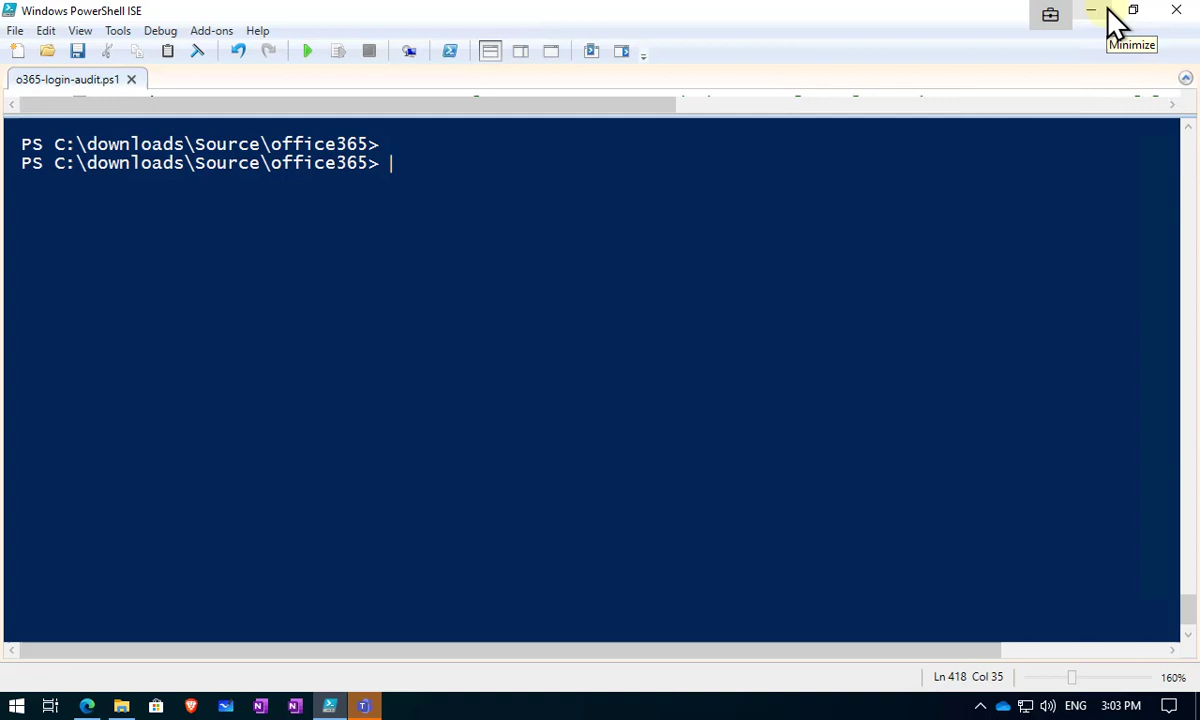 Windows PowerShell ISE
File Edit View Tools Debug Add-ons Help
Minimize
o365-login-audit.ps1
PS C:\downloads\Source\office365>
PS C:\downloads\Source\office365>
Ln 418 Col 35
160%
ENG
3:03 PM